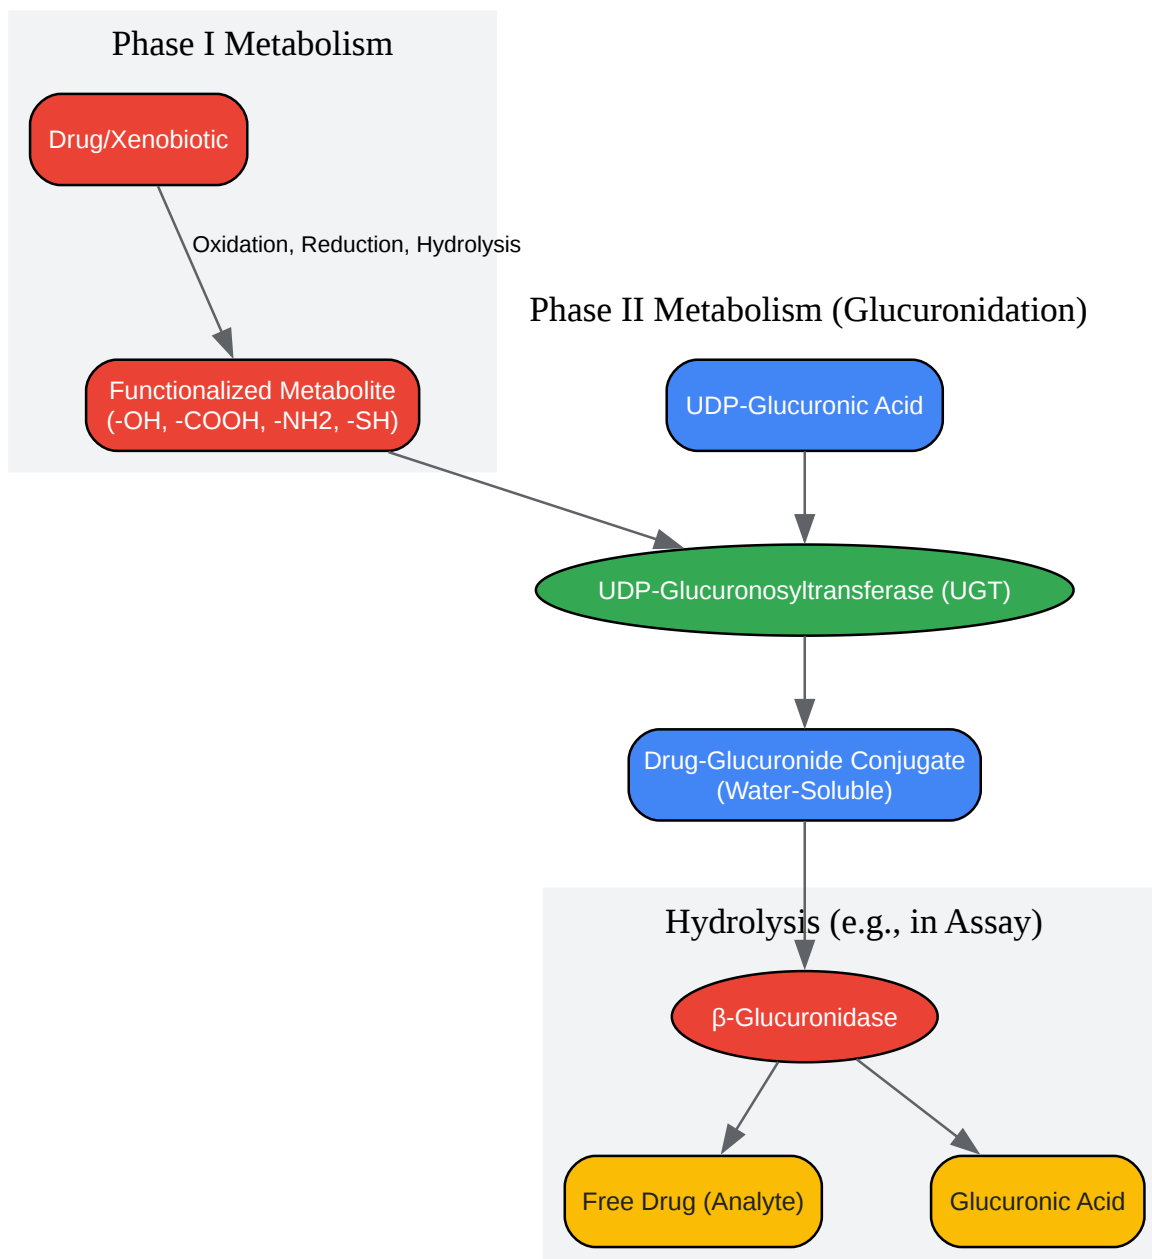 Phase I Metabolism
Drug/Xenobiotic
Oxidation, Reduction, Hydrolysis
Functionalized Metabolite
(-OH, -COOH, -NH2, -SH)
Phase II Metabolism (Glucuronidation)
UDP-Glucuronic Acid
UDP-Glucuronosyltransferase (UGT)
Drug-Glucuronide Conjugate
(Water-Soluble)
Hydrolysis (e.g., in Assay)
β-Glucuronidase
Free Drug (Analyte)
Glucuronic Acid